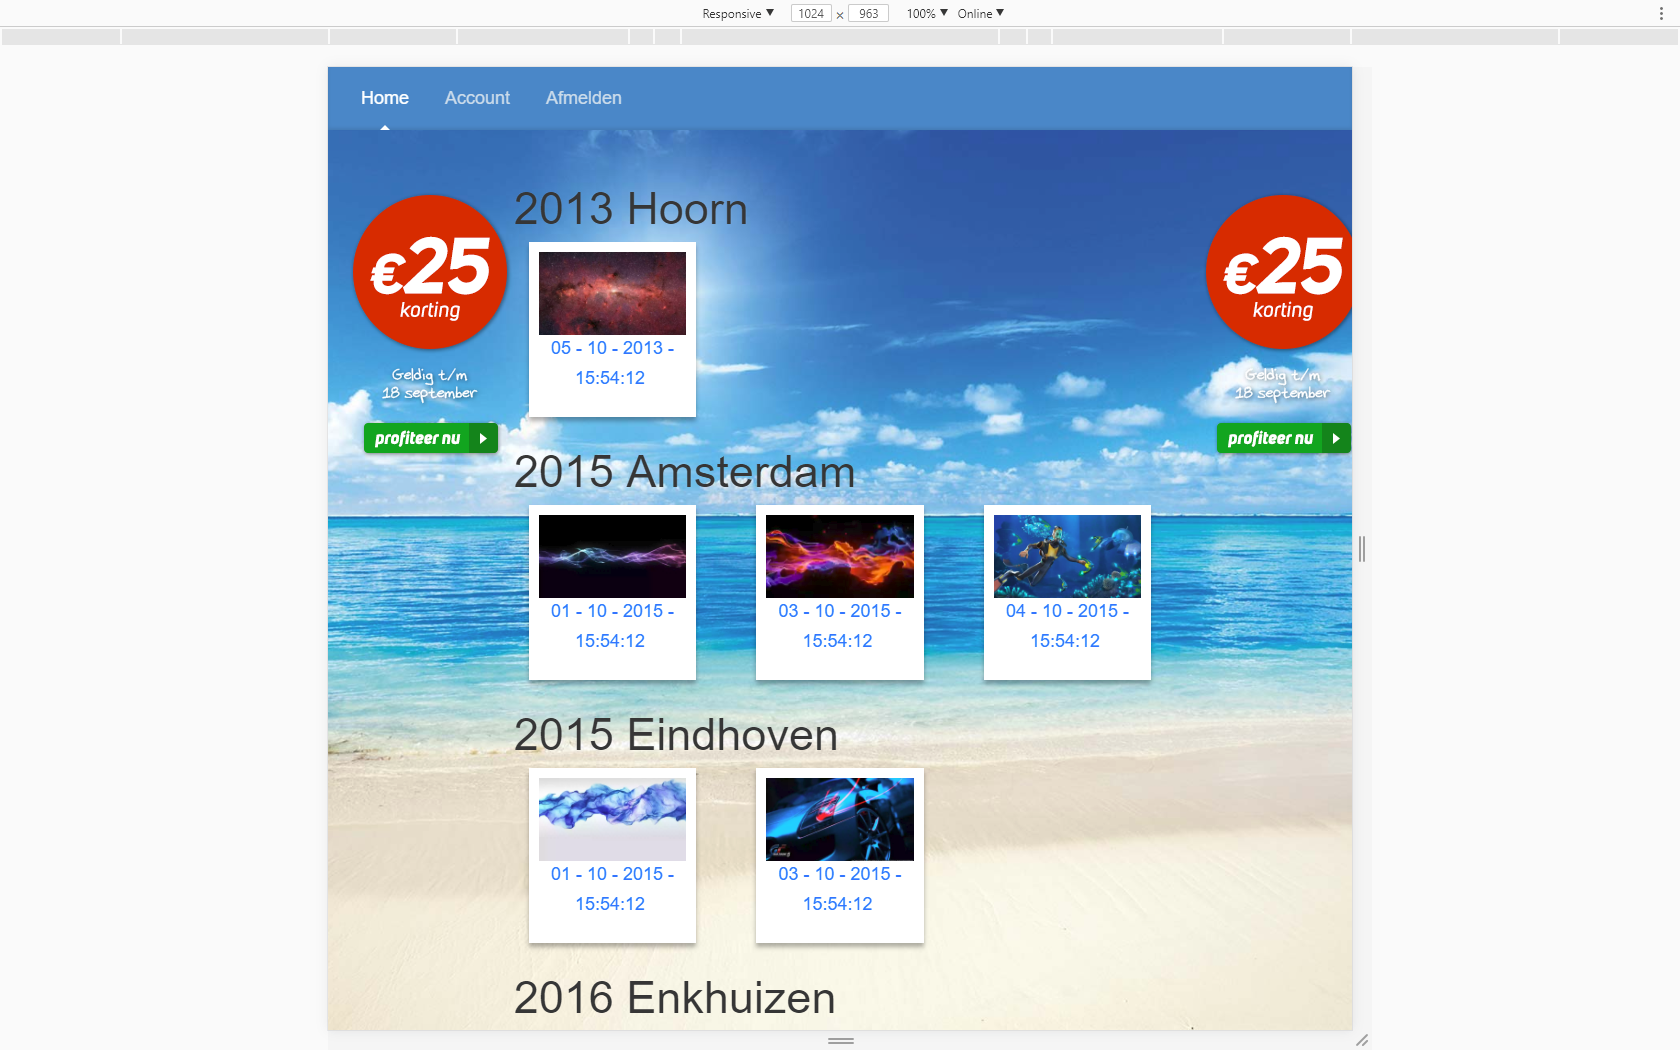 Responsive 1024 × 963 100% Online
Home Account Afmelden
2013 Hoorn
€25
korting
Geldig t/m
18 september
profiteer nu
05 - 10 - 2013 -
15:54:12
€25
korting
Geldig t/m
18 september
profiteer nu
2015 Amsterdam
01 - 10 - 2015 -
15:54:12
03 - 10 - 2015 -
15:54:12
04 - 10 - 2015 -
15:54:12
2015 Eindhoven
01 - 10 - 2015 -
15:54:12
03 - 10 - 2015 -
15:54:12
2016 Enkhuizen